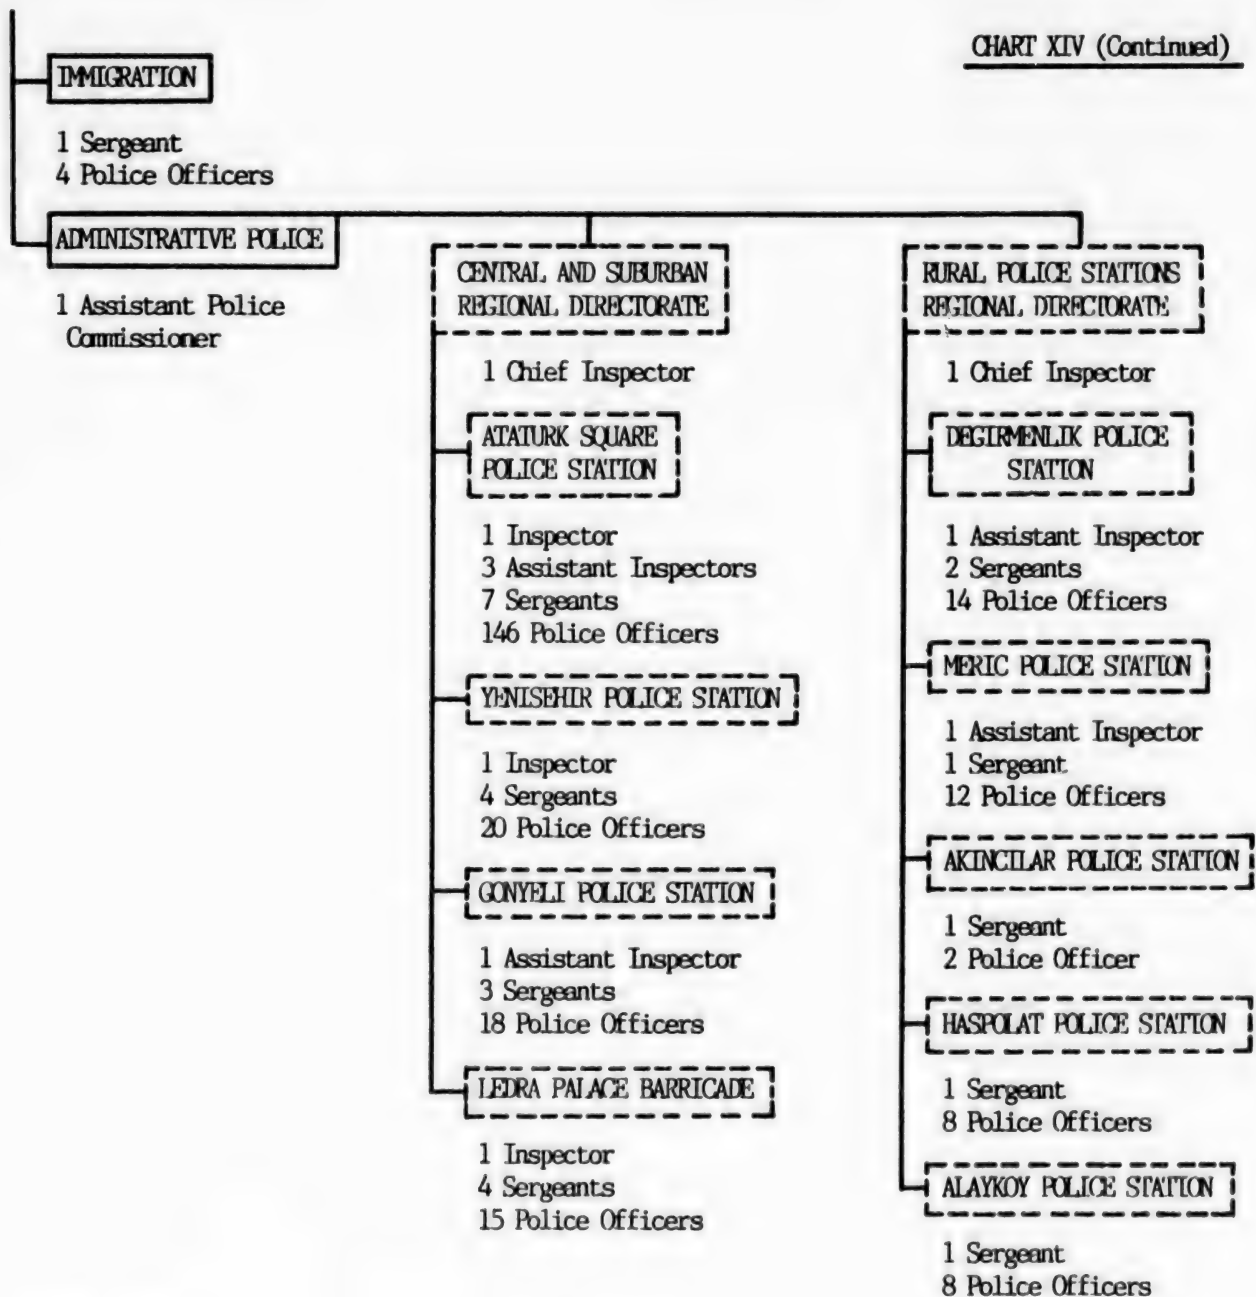 CHART XIV (Continued)
IMMIGRATION
1 Sergeant
4 Police Officers
ADMINISTRATIVE POLICE
1 Assistant Police
Commissioner
CENTRAL AND SUBURBAN
REGIONAL DIRECTORATE
1 Chief Inspector
ATATURK SQUARE
POLICE STATION
1 Inspector
3 Assistant Inspectors
7 Sergeants
146 Police Officers
YENISEHIR POLICE STATION
1 Inspector
4 Sergeants
20 Police Officers
GONYELI POLICE STATION
1 Assistant Inspector
3 Sergeants
18 Police Officers
LEDRA PALACE BARRICADE
1 Inspector
4 Sergeants
15 Police Officers
RURAL POLICE STATIONS
REGIONAL DIRECTORATE
1 Chief Inspector
DEGIRMENLIK POLICE
STATION
1 Assistant Inspector
2 Sergeants
14 Police Officers
MERIC POLICE STATION
1 Assistant Inspector
1 Sergeant
12 Police Officers
AKINCILAR POLICE STATION
1 Sergeant
2 Police Officer
HASPOLAT POLICE STATION
1 Sergeant
8 Police Officers
ALAYKOY POLICE STATION
1 Sergeant
8 Police Officers